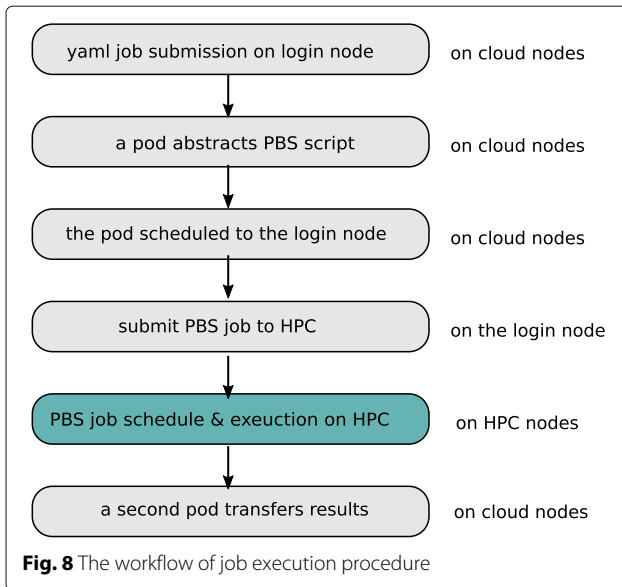 yaml job submission on login node on cloud nodes
a pod abstracts PBS script on cloud nodes
the pod scheduled to the login node on cloud nodes
submit PBS job to HPC on the login node
PBS job schedule & exeuction on HPC on HPC nodes
a second pod transfers results on cloud nodes
Fig. 8 The workflow of job execution procedure